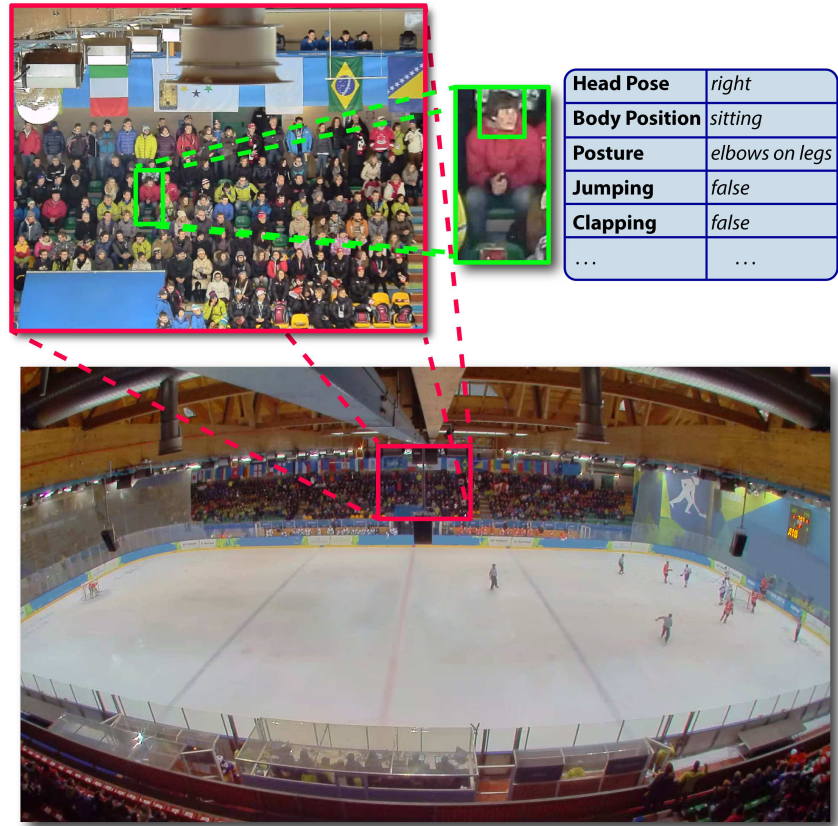 Head Pose right
Body Position sitting
Posture elbows on legs
Jumping false
Clapping false
... ...